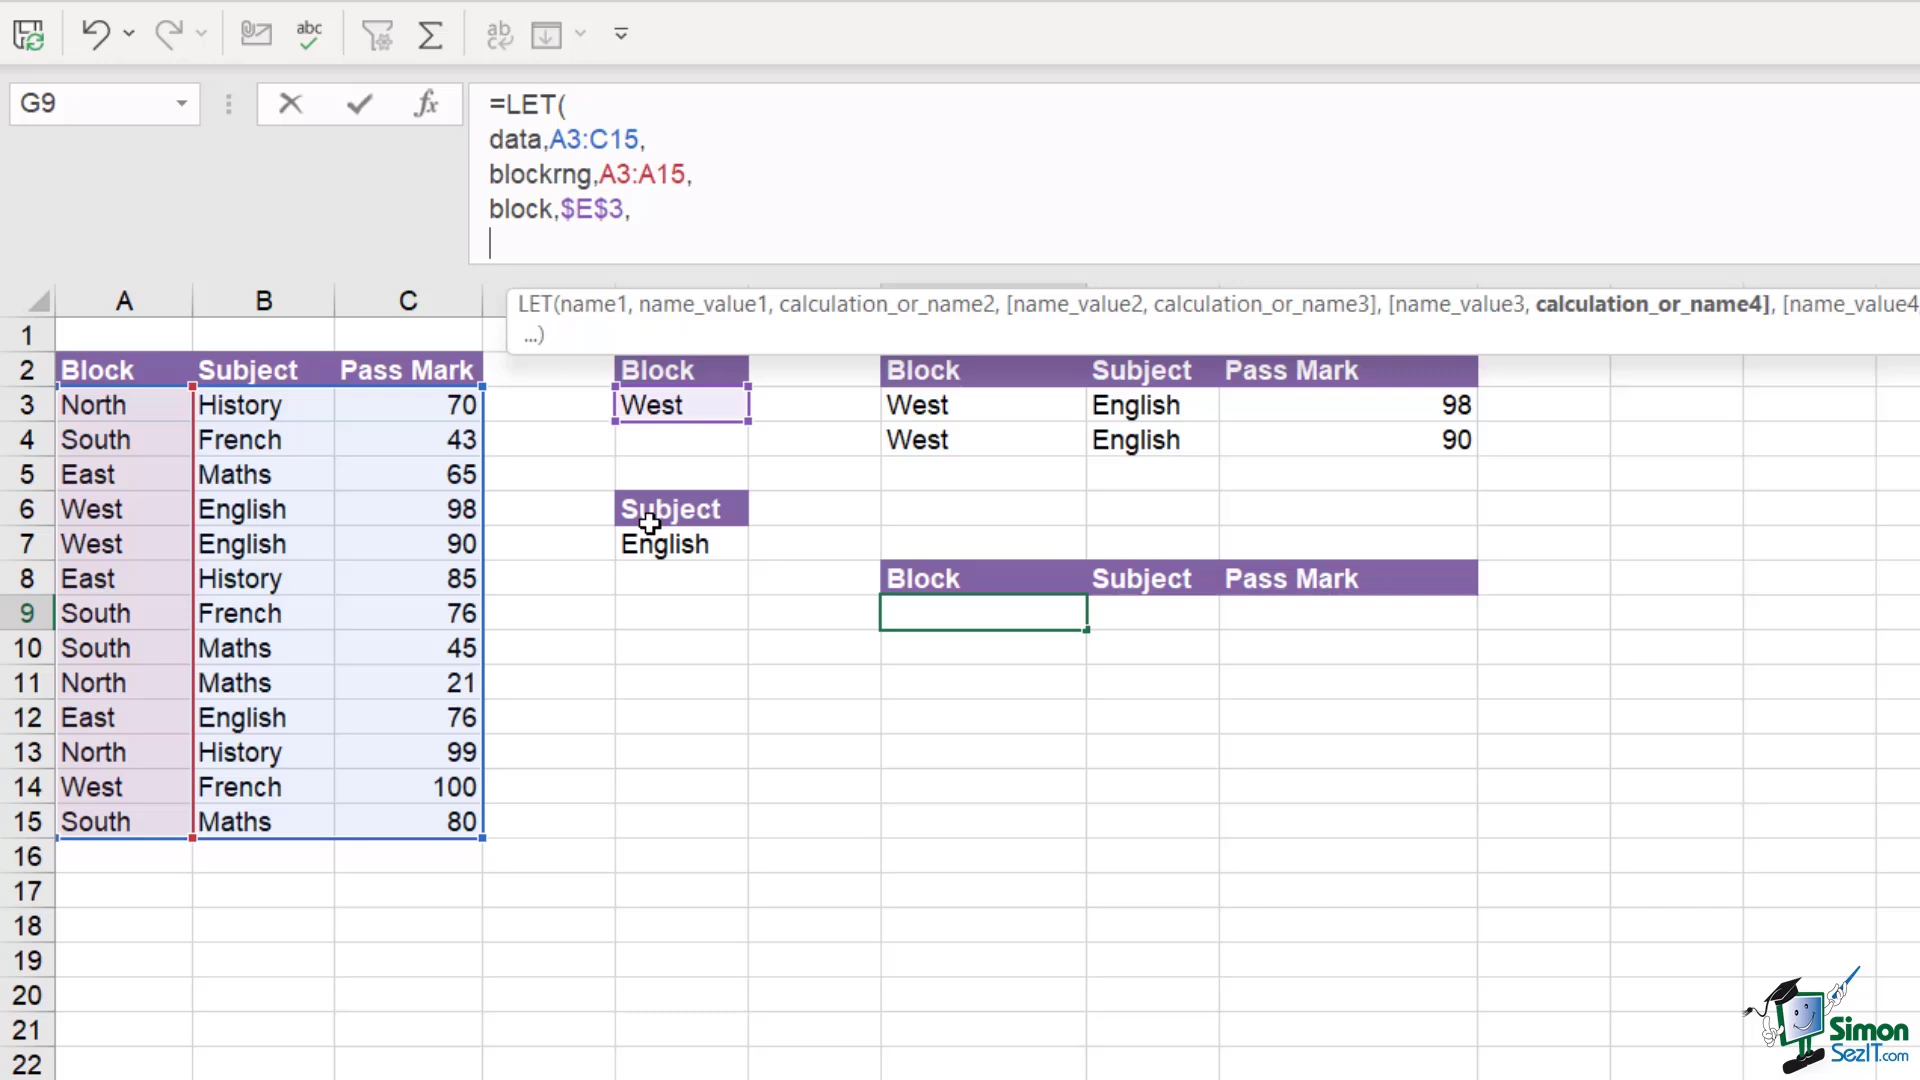 abc
ab
c
G9
fx
=LET(
data,A3:C15,
blockrng,A3:A15,
block,$E$3,
LET(name1, name_value1, calculation_or_name2, [name_value2, calculation_or_name3], [name_value3, calculation_or_name4], [name_value4,
...)
A B C
1
2 Block Subject Pass Mark Block Block Subject Pass Mark
3 North History 70 West West English 98
4 South French 43 West English 90
5 East Maths 65
6 West English 98 Subject
7 West English 90 English
8 East History 85 Block Subject Pass Mark
9 South French 76
10 South Maths 45
11 North Maths 21
12 East English 76
13 North History 99
14 West French 100
15 South Maths 80
16
17
18
19
20
21
22
Simon
SezIT.com